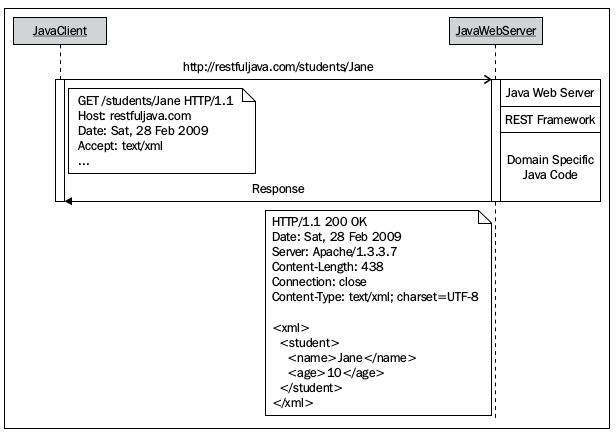 JavaClient
JavaWebServer
http://restfuljava.com/students/Jane
GET /students/Jane HTTP/1.1
Host: restfuljava.com
Date: Sat, 28 Feb 2009
Accept: text/xml
...
Java Web Server
REST Framework
Domain Specific
Java Code
Response
HTTP/1.1 200 OK
Date: Sat, 28 Feb 2009
Server: Apache/1.3.3.7
Content-Length: 438
Connection: close
Content-Type: text/xml; charset=UTF-8
<xml>
<student>
<name>Jane</name>
<age>10</age>
</student>
</xml>